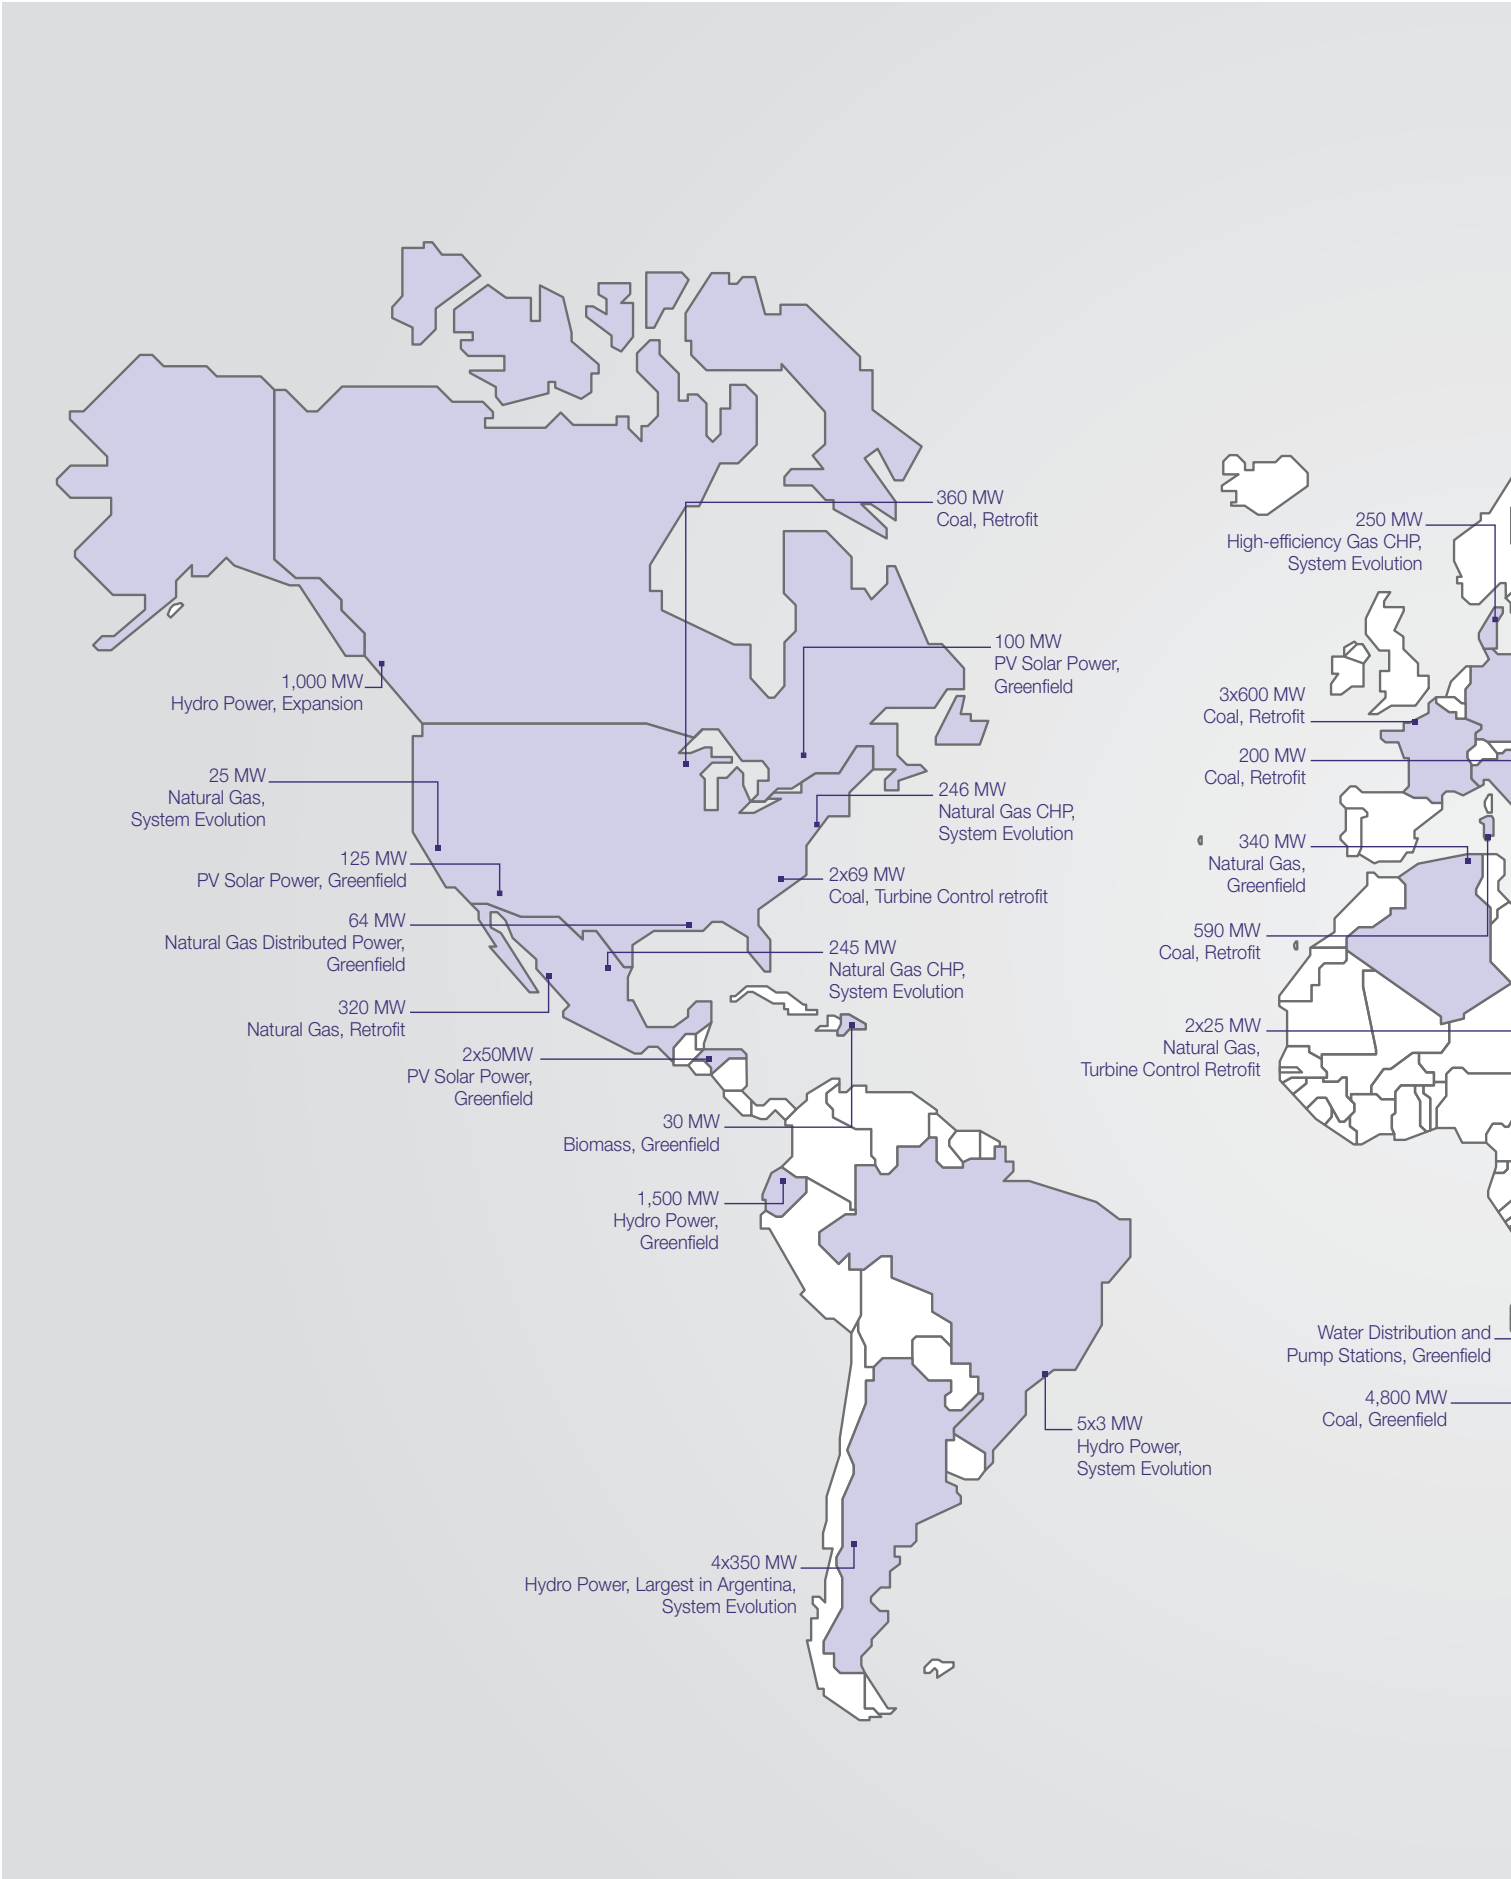 360 MW
Coal, Retrofit
250 MW
High-efficiency Gas CHP,
System Evolution
100 MW
PV Solar Power,
Greenfield
1,000 MW
Hydro Power, Expansion
3x600 MW
Coal, Retrofit
200 MW
Coal, Retrofit
25 MW
Natural Gas,
System Evolution
246 MW
Natural Gas CHP,
System Evolution
340 MW
Natural Gas,
Greenfield
125 MW
PV Solar Power, Greenfield
2x69 MW
Coal, Turbine Control retrofit
64 MW
Natural Gas Distributed Power,
Greenfield
590 MW
Coal, Retrofit
245 MW
Natural Gas CHP,
System Evolution
320 MW
Natural Gas, Retrofit
2x25 MW
Natural Gas,
Turbine Control Retrofit
2x50MW
PV Solar Power,
Greenfield
30 MW
Biomass, Greenfield
1,500 MW
Hydro Power,
Greenfield
Water Distribution and
Pump Stations, Greenfield
4,800 MW
Coal, Greenfield
5x3 MW
Hydro Power,
System Evolution
4x350 MW
Hydro Power, Largest in Argentina,
System Evolution